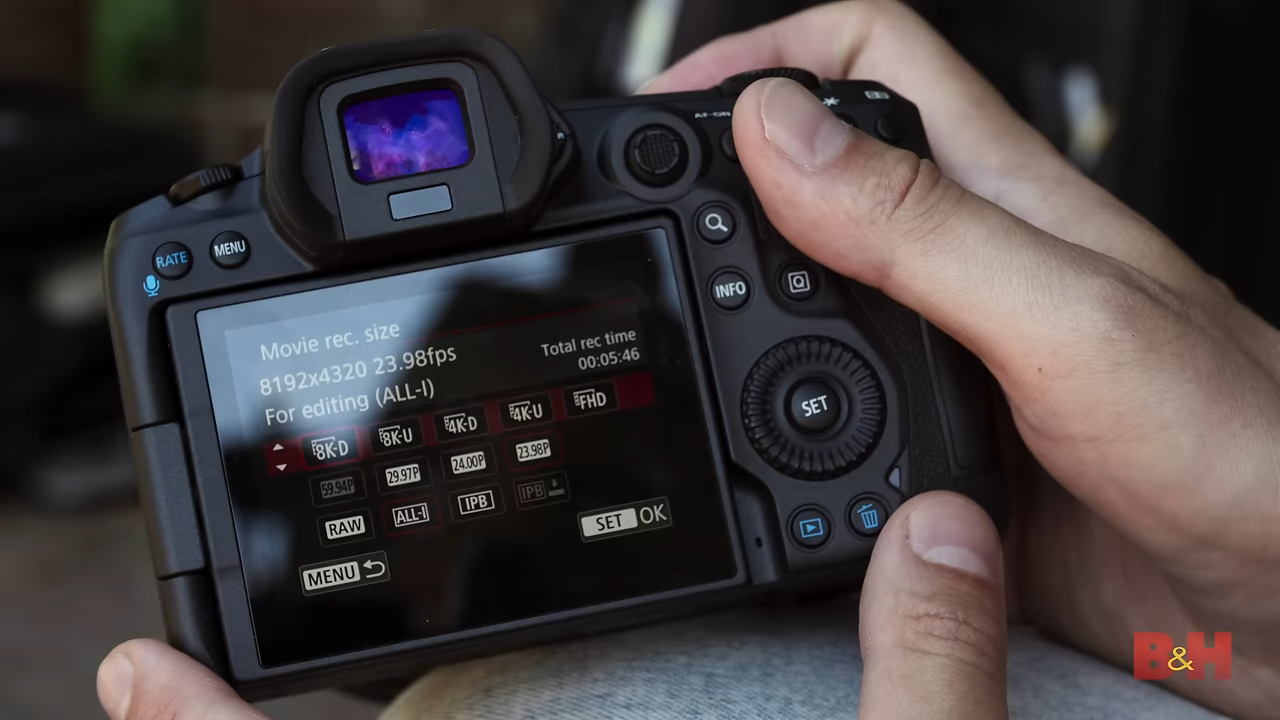 AF-ON
RATE
MENU
INFO
Q
SET
Movie rec. size
8192x4320 23.98fps
For editing (ALL-I)
Total rec time
00:05:46
8K-D 8K-U 4K-D 4K-U FHD
59.94P 29.97P 24.00P 23.98P
RAW ALL-I IPB IPB
SET OK
MENU
B&H